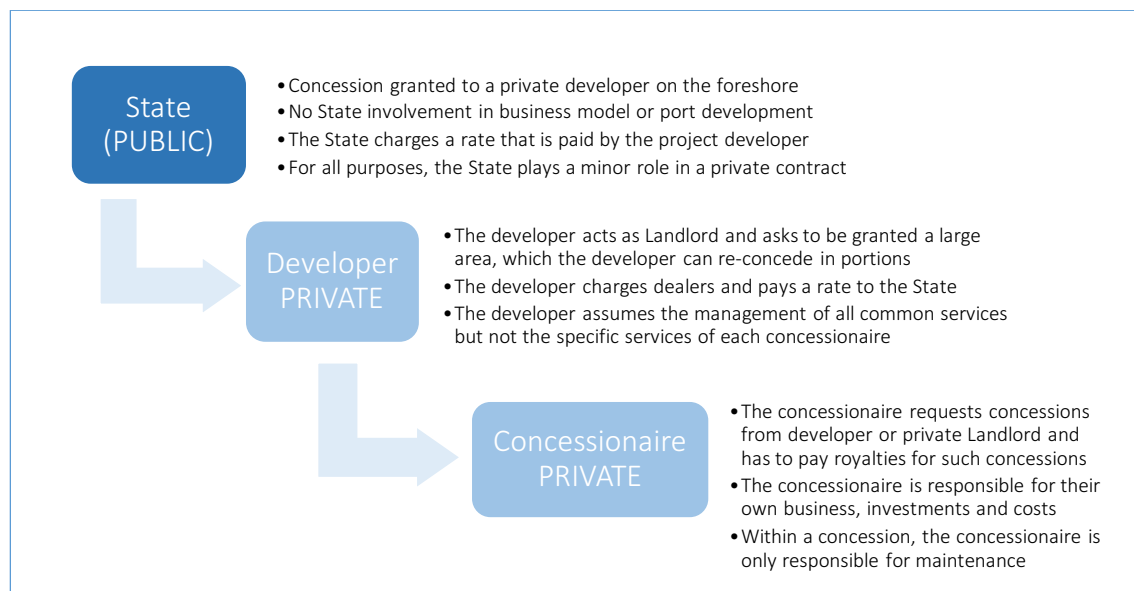 State
(PUBLIC)
•Concession granted to a private developer on the foreshore
•No State involvement in business model or port development
•The State charges a rate that is paid by the project developer
•For all purposes, the State plays a minor role in a private contract
Developer
PRIVATE
•The developer acts as Landlord and asks to be granted a large
area, which the developer can re-concede in portions
•The developer charges dealers and pays a rate to the State
•The developer assumes the management of all common services
but not the specific services of each concessionaire
Concessionaire
PRIVATE
•The concessionaire requests concessions
from developer or private Landlord and
has to pay royalties for such concessions
•The concessionaire is responsible for their
own business, investments and costs
•Within a concession, the concessionaire is
only responsible for maintenance